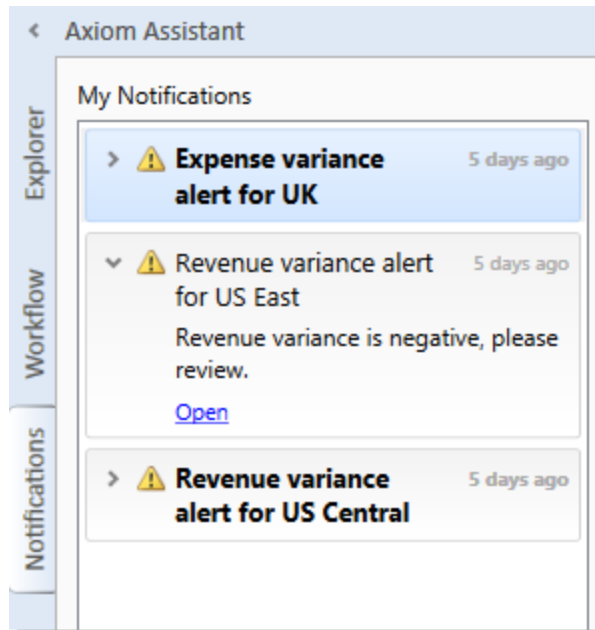 Axiom Assistant
My Notifications
Explorer
Workflow
Notifications
Expense variance 5 days ago
alert for UK
Revenue variance alert 5 days ago
for US East
Revenue variance is negative, please
review.
Open
Revenue variance 5 days ago
alert for US Central